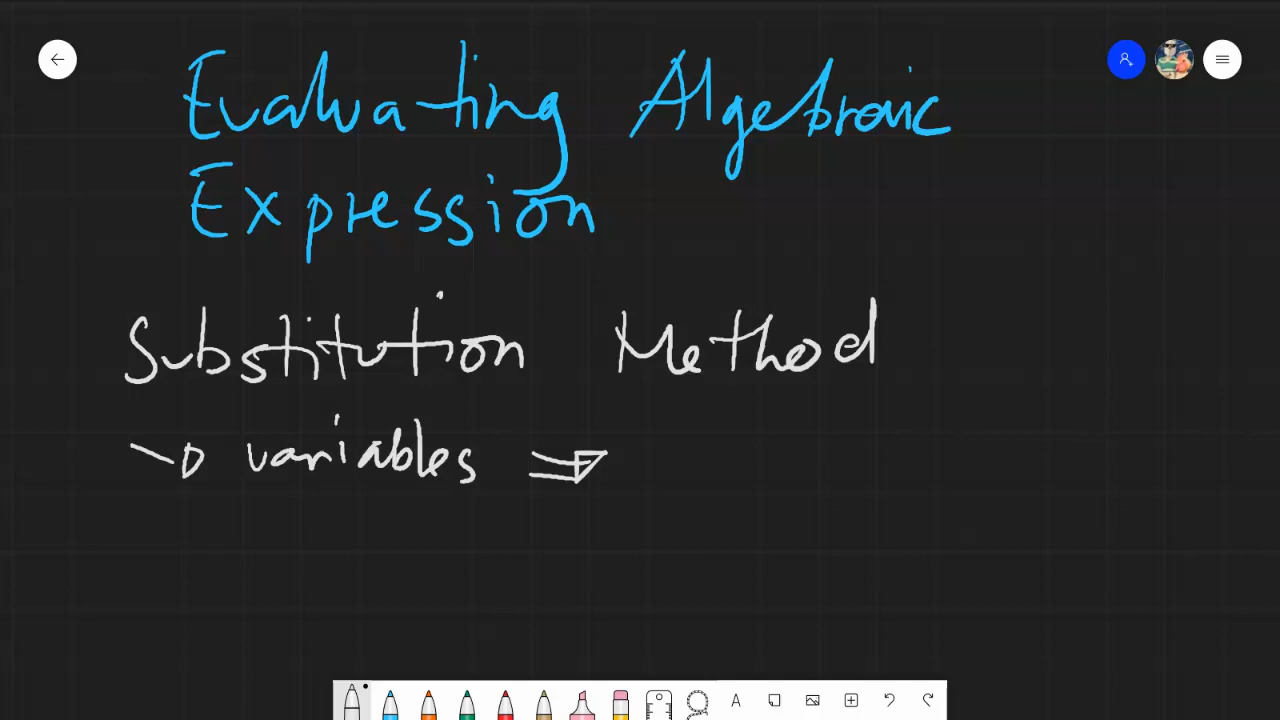 Evaluating Algebraic
Expression
Substitution Method
→ variables ⇒